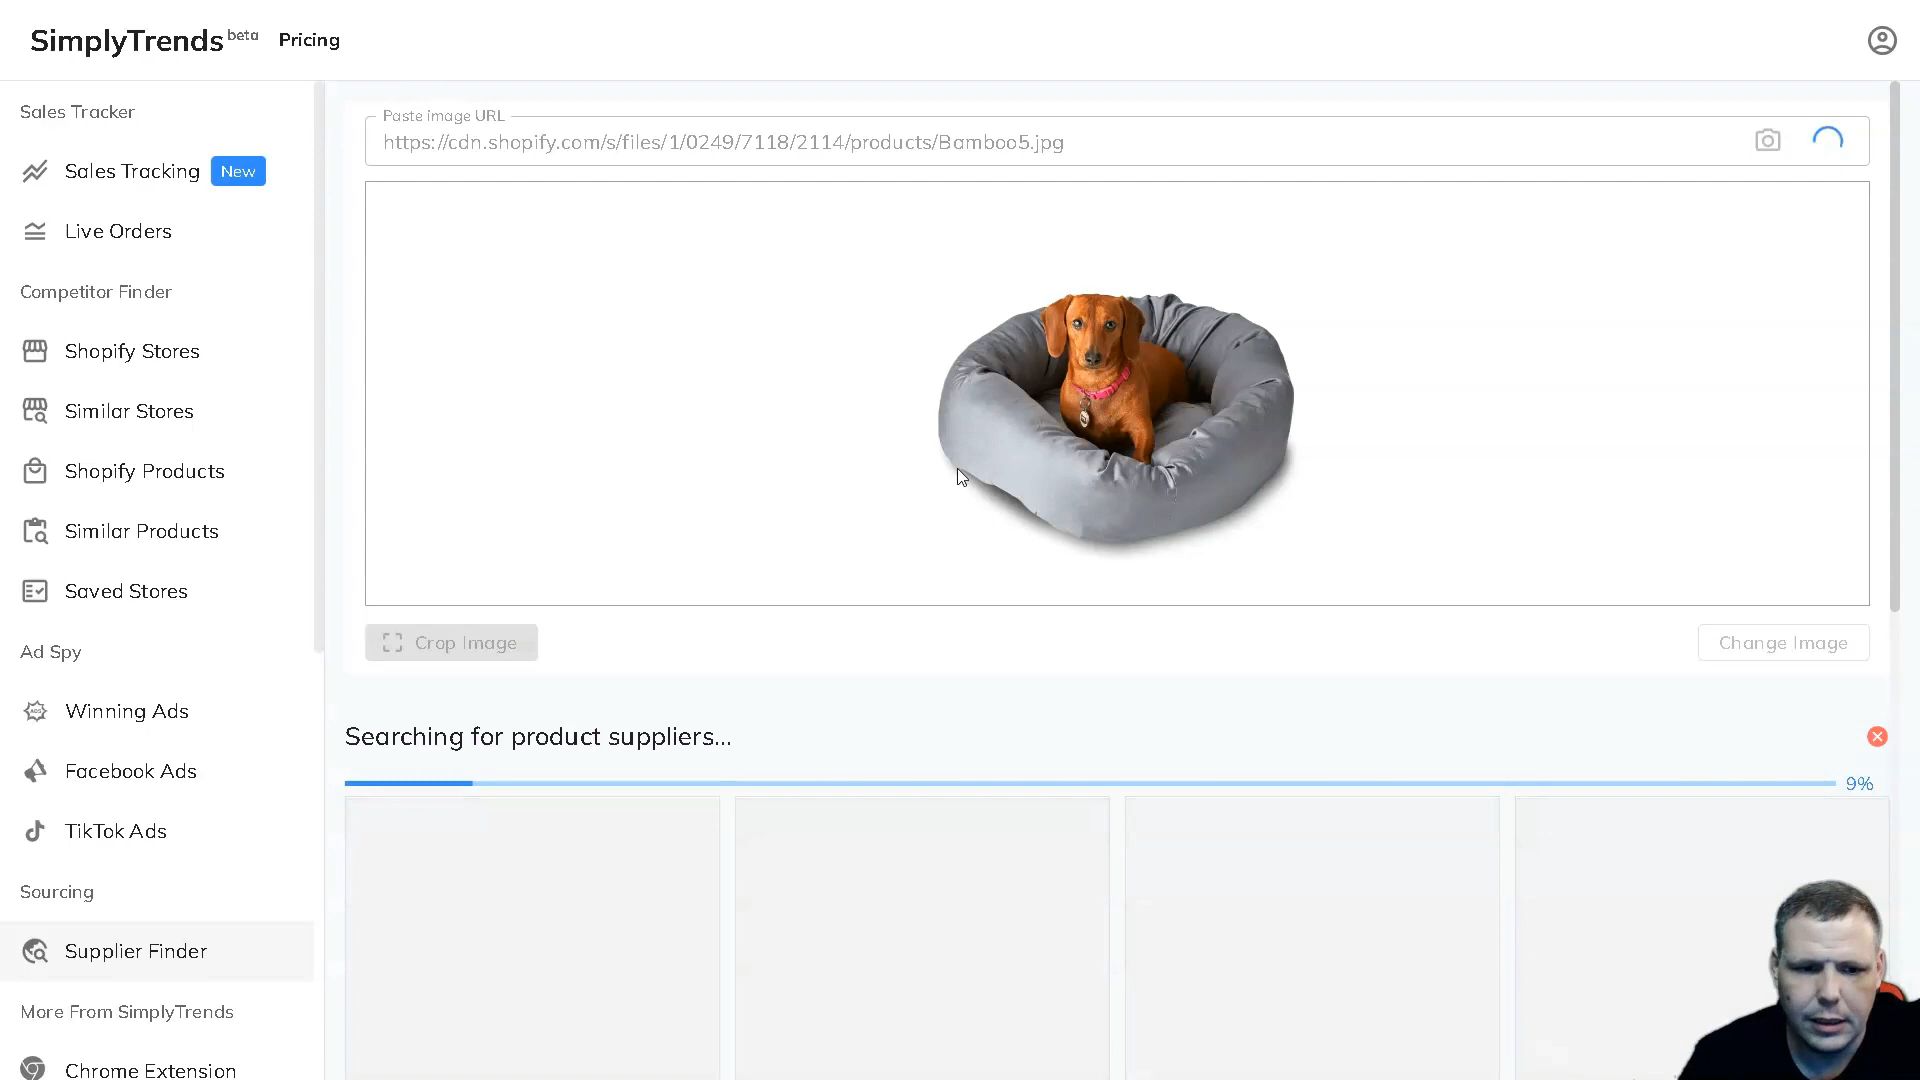 SimplyTrends beta Pricing
Sales Tracker
Sales Tracking New
Live Orders
Competitor Finder
Shopify Stores
Similar Stores
Shopify Products
Similar Products
Saved Stores
Ad Spy
Winning Ads
Facebook Ads
TikTok Ads
Sourcing
Supplier Finder
More From SimplyTrends
Chrome Extension
Paste image URL
https://cdn.shopify.com/s/files/1/0249/7118/2114/products/Bamboo5.jpg
Crop Image
Change Image
Searching for product suppliers...
9%